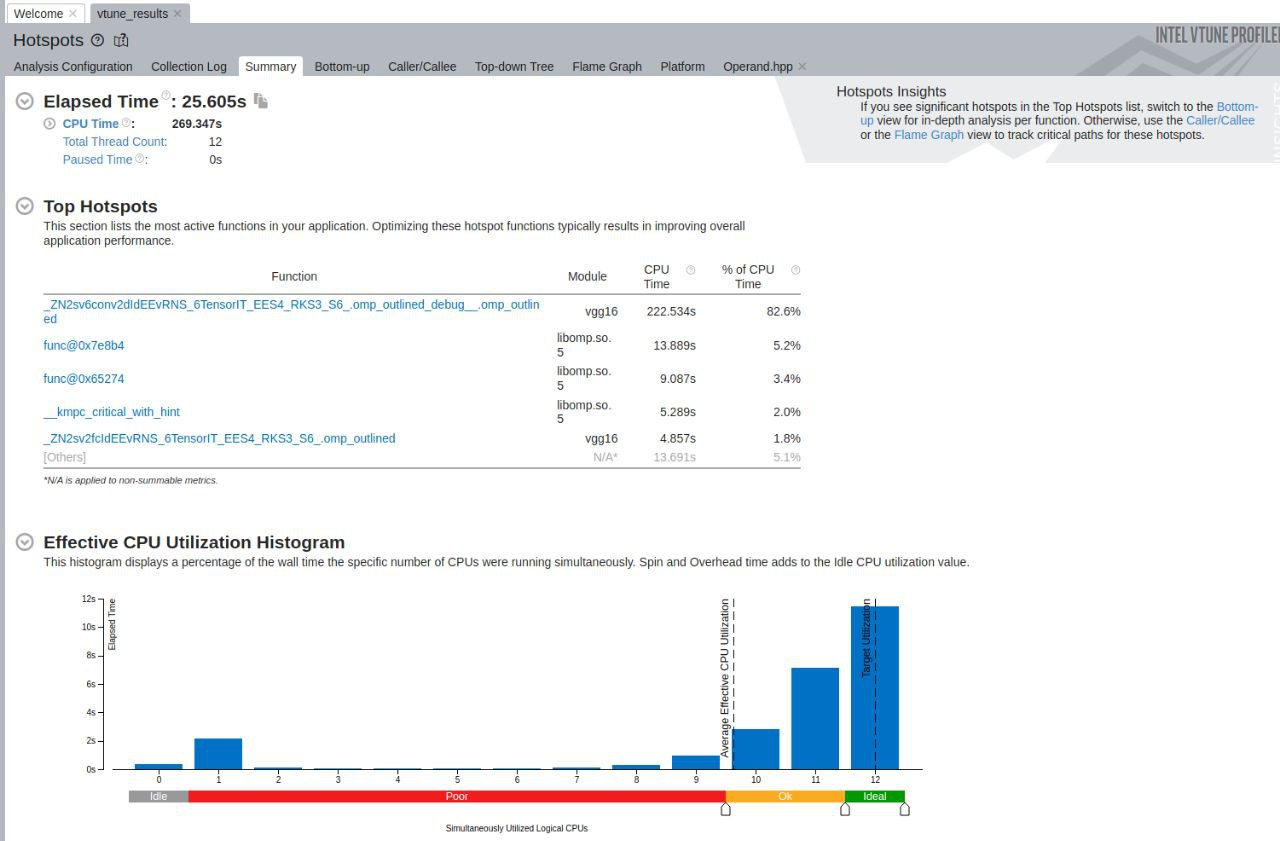 Welcome
vtune_results
Hotspots
INTEL VTUNE PROFILER
Analysis Configuration Collection Log Summary Bottom-up Caller/Callee Top-down Tree Flame Graph Platform Operand.hpp
Elapsed Time: 25.605s
CPU Time: 269.347s
Total Thread Count: 12
Paused Time: 0s
Hotspots Insights
If you see significant hotspots in the Top Hotspots list, switch to the Bottom-
up view for in-depth analysis per function. Otherwise, use the Caller/Callee
or the Flame Graph view to track critical paths for these hotspots.
INSIGHTS
Top Hotspots
This section lists the most active functions in your application. Optimizing these hotspot functions typically results in improving overall
application performance.
Function Module CPU Time % of CPU Time
_ZN2sv6conv2dIdEEvRNS_6TensorIT_EES4_RKS3_S6_.omp_outlined_debug__.omp_outlin
ed vgg16 222.534s 82.6%
func@0x7e8b4 libomp.so.5 13.889s 5.2%
func@0x65274 libomp.so.5 9.087s 3.4%
__kmpc_critical_with_hint libomp.so.5 5.289s 2.0%
_ZN2sv2fcIdEEvRNS_6TensorIT_EES4_RKS3_S6_.omp_outlined vgg16 4.857s 1.8%
[Others] N/A* 13.691s 5.1%
*N/A is applied to non-summable metrics.
Effective CPU Utilization Histogram
This histogram displays a percentage of the wall time the specific number of CPUs were running simultaneously. Spin and Overhead time adds to the Idle CPU utilization value.
12s
10s
8s
6s
4s
2s
0s
Elapsed Time
Average Effective CPU Utilization
Target Utilization
0 1 2 3 4 5 6 7 8 9 10 11 12
Idle Poor Ok Ideal
Simultaneously Utilized Logical CPUs